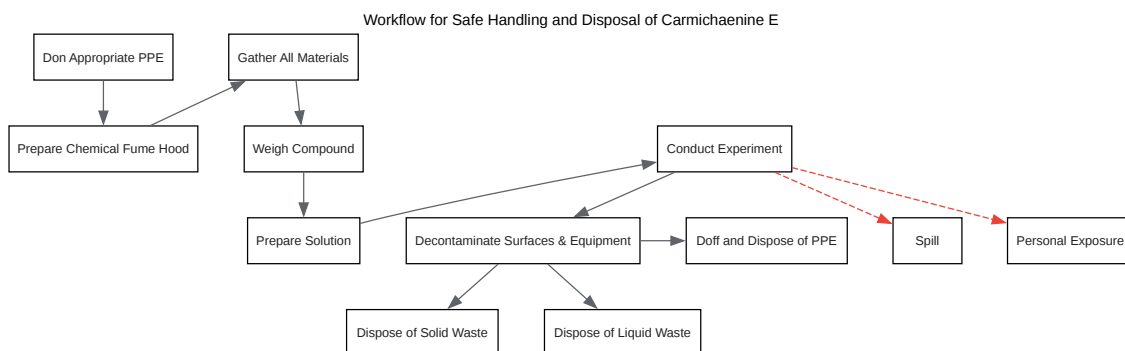 Workflow for Safe Handling and Disposal of Carmichaenine E
Don Appropriate PPE
Gather All Materials
Prepare Chemical Fume Hood
Weigh Compound
Conduct Experiment
Prepare Solution
Decontaminate Surfaces & Equipment
Doff and Dispose of PPE
Spill
Personal Exposure
Dispose of Solid Waste
Dispose of Liquid Waste